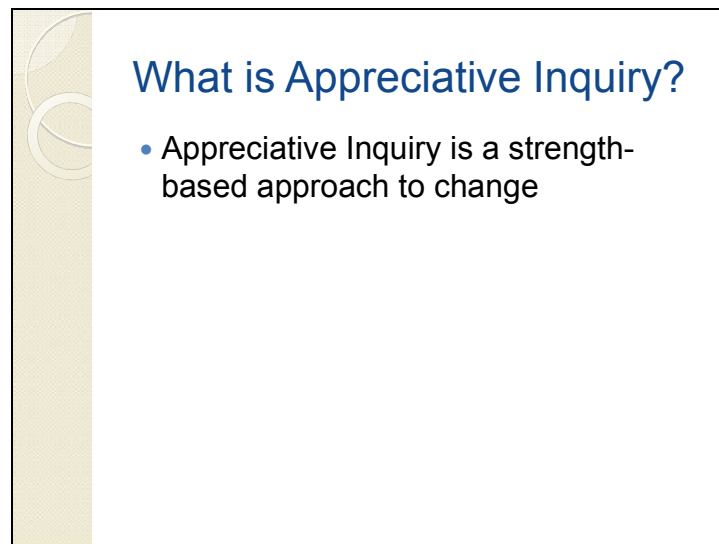 What is Appreciative Inquiry?
• Appreciative Inquiry is a strength-
based approach to change